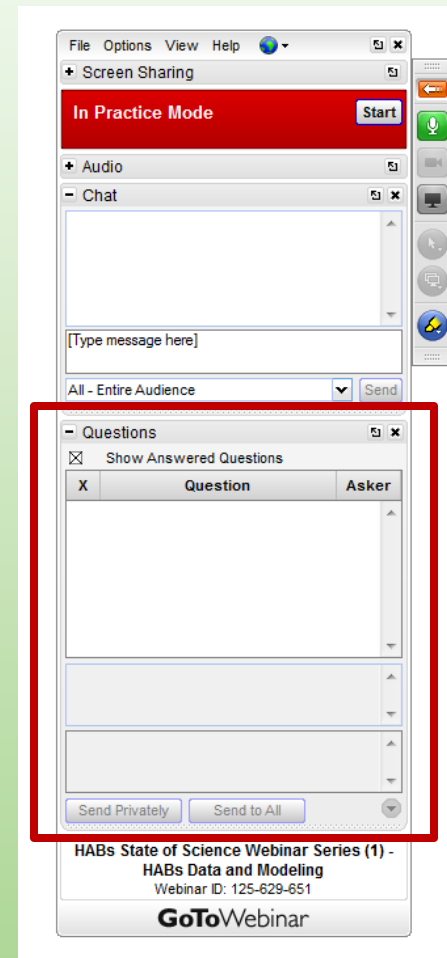 File Options View Help
Screen Sharing
In Practice Mode Start
Audio
Chat
[Type message here]
All - Entire Audience Send
Questions
Show Answered Questions
X Question Asker
Send Privately Send to All
HABs State of Science Webinar Series (1) -
HABs Data and Modeling
Webinar ID: 125-629-651
GoToWebinar